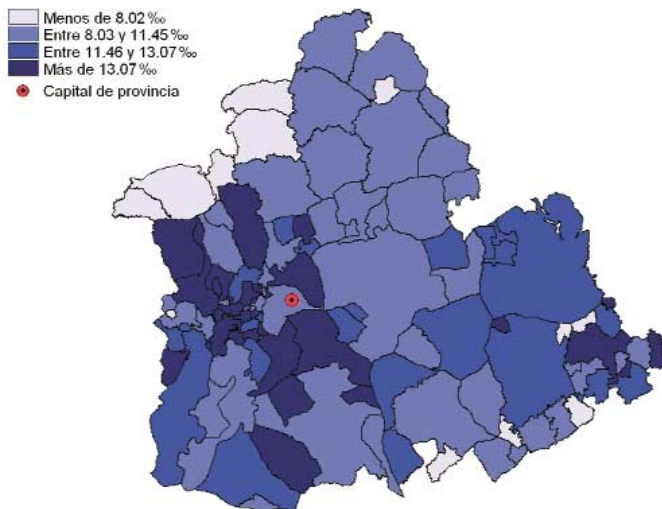 Menos de 8.02 ‰
Entre 8.03 y 11.45 ‰
Entre 11.46 y 13.07 ‰
Más de 13.07 ‰
Capital de provincia